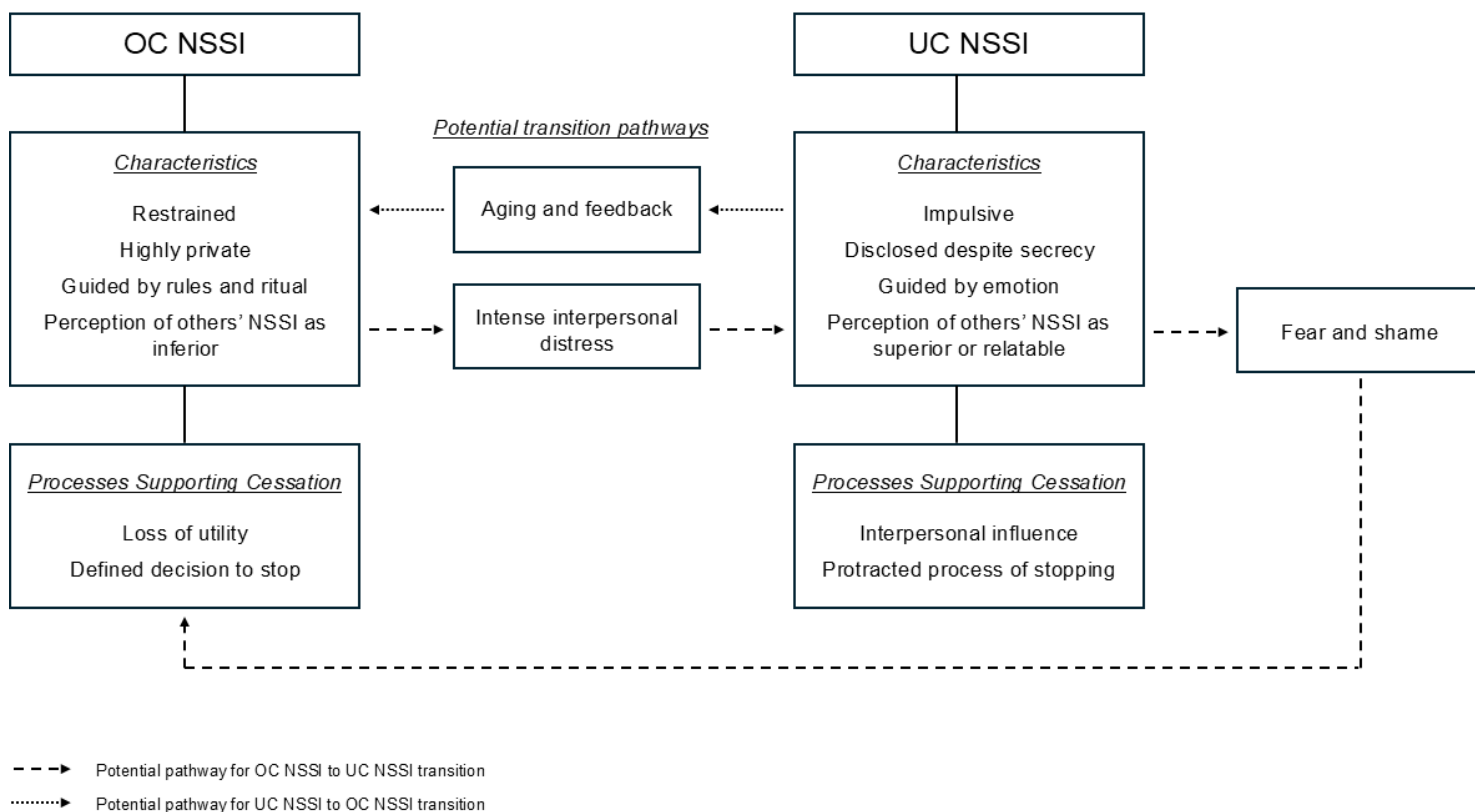 OC NSSI
UC NSSI
Potential transition pathways
Characteristics
Restrained
Highly private
Guided by rules and ritual
Perception of others’ NSSI as
inferior
Aging and feedback
Intense interpersonal
distress
Characteristics
Impulsive
Disclosed despite secrecy
Guided by emotion
Perception of others’ NSSI as
superior or relatable
Fear and shame
Processes Supporting Cessation
Loss of utility
Defined decision to stop
Processes Supporting Cessation
Interpersonal influence
Protracted process of stopping
Potential pathway for OC NSSI to UC NSSI transition
Potential pathway for UC NSSI to OC NSSI transition